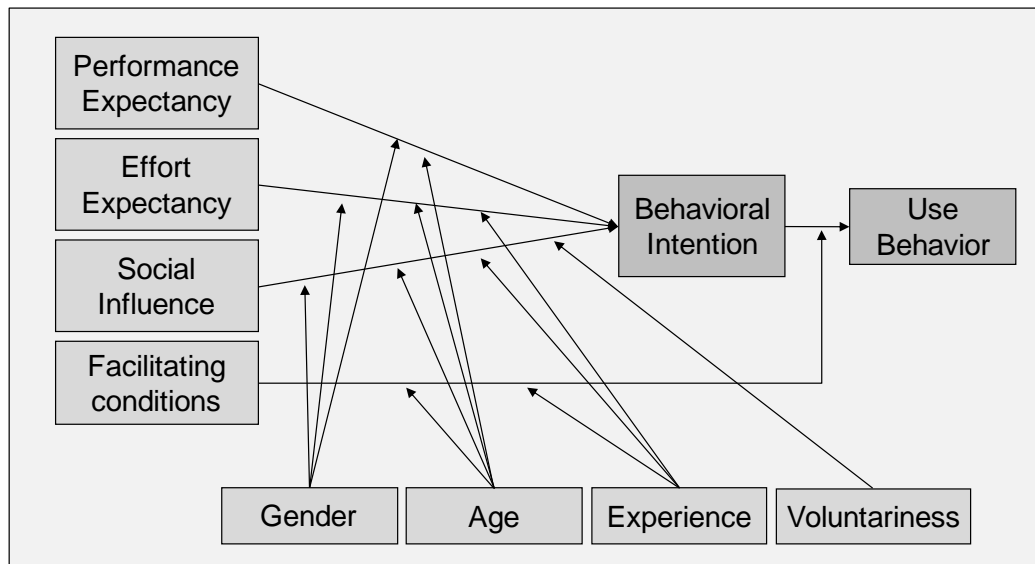 Performance
Expectancy
Effort
Expectancy
Social
Influence
Facilitating
conditions
Behavioral
Intention
Use
Behavior
Gender
Age
Experience
Voluntariness